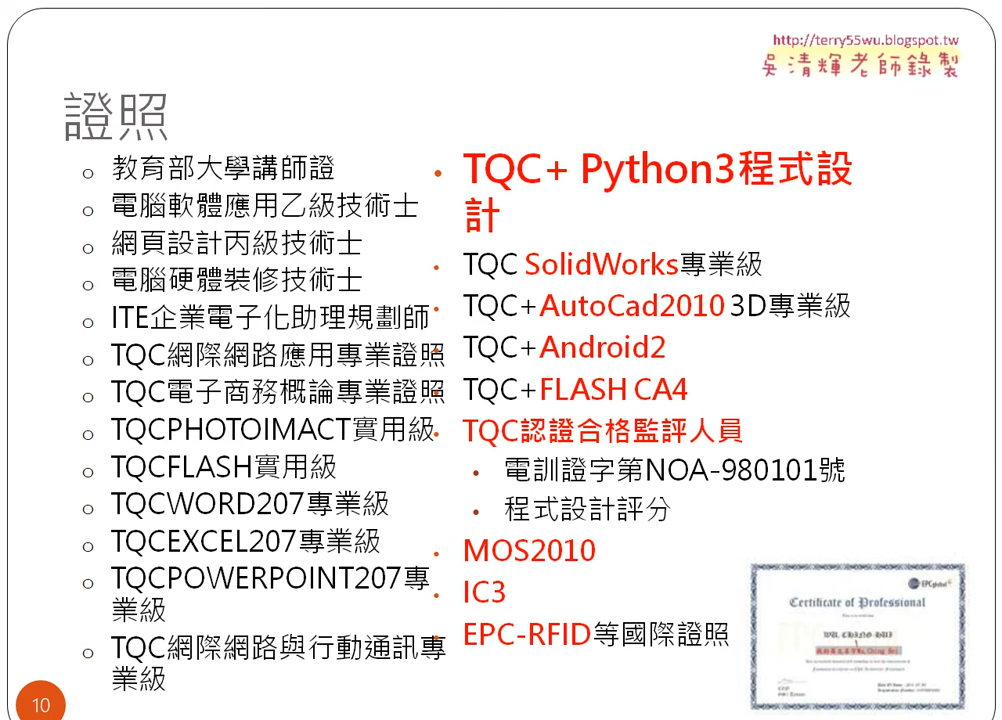 http://terry55wu.blogspot.tw
吳清輝老師錄製
證照
教育部大學講師證
電腦軟體應用乙級技術士
網頁設計丙級技術士
電腦硬體裝修技術士
ITE企業電子化助理規劃師
TQC網際網路應用專業證照
TQC電子商務概論專業證照
TQCPHOTOIMACT實用級
TQCFLASH實用級
TQCWORD207專業級
TQCEXCEL207專業級
TQCPOWERPOINT207專
業級
TQC網際網路與行動通訊專
業級
TQC+ Python3程式設
計
TQC SolidWorks專業級
TQC+AutoCad2010 3D專業級
TQC+Android2
TQC+FLASH CA4
TQC認證合格監評人員
電訓證字第NOA-980101號
程式設計評分
MOS2010
IC3
EPC-RFID等國際證照
EPCglobal
Certificate of Professional
WU, CHING-HUI
10